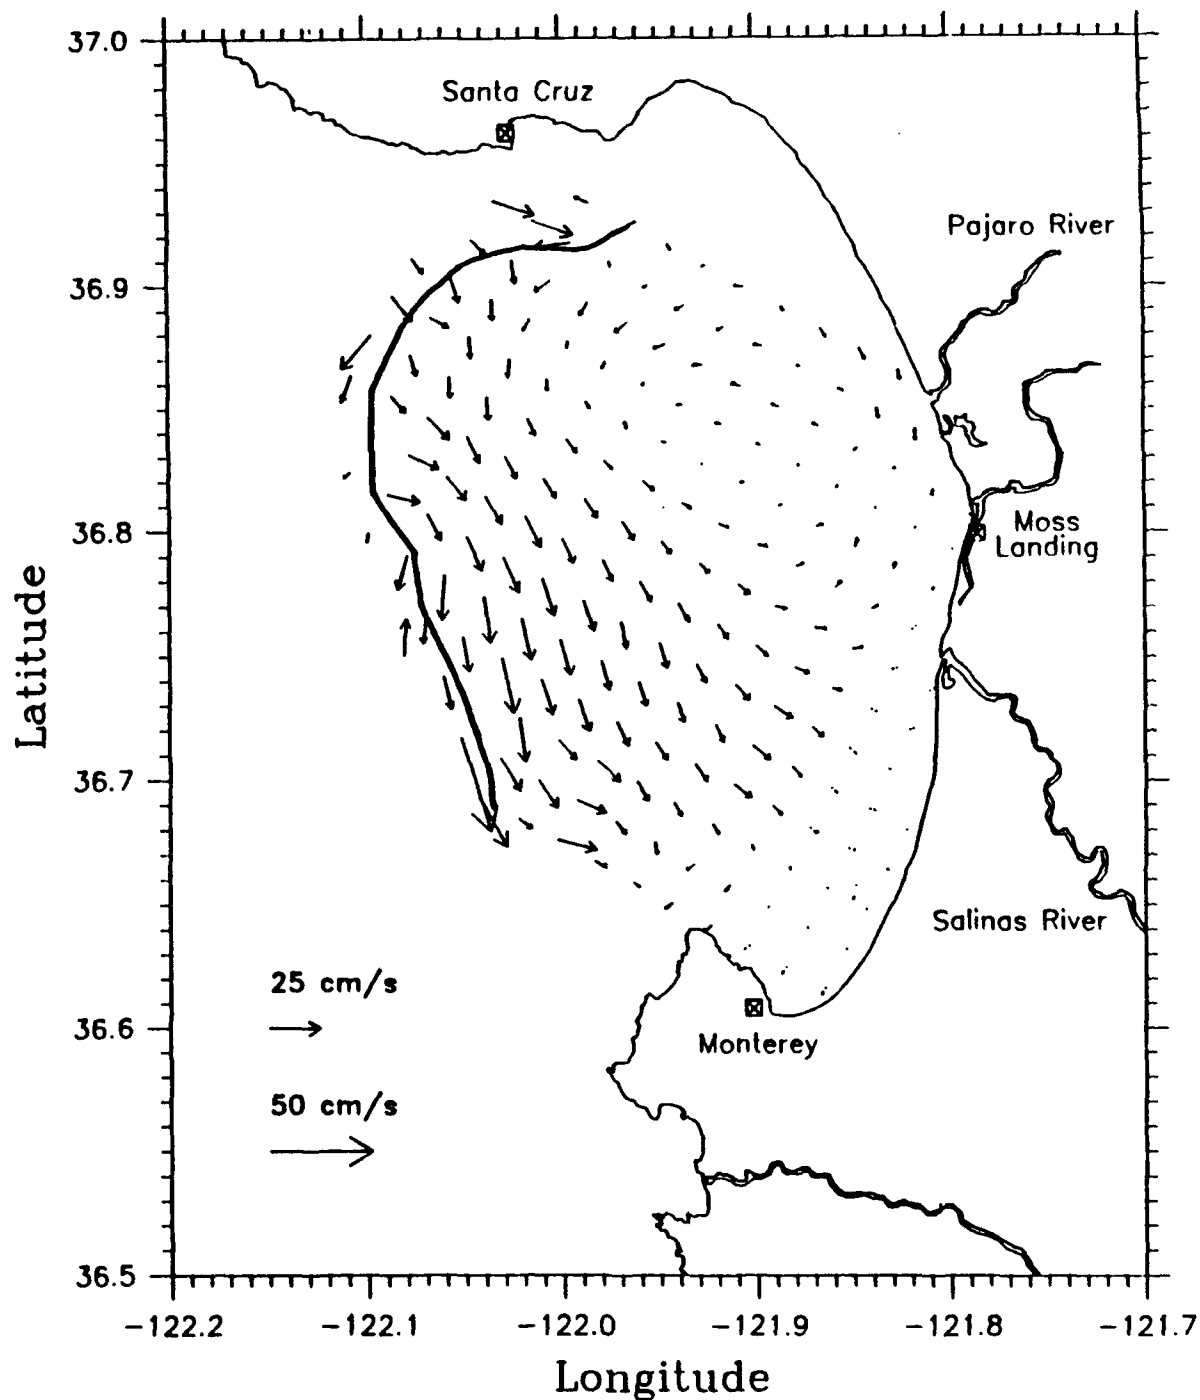 37.0
Santa Cruz
Pajaro River
36.9
36.8
Moss
Landing
Latitude
36.7
Salinas River
25 cm/s
36.6
Monterey
50 cm/s
36.5
-122.2
-122.1
-122.0
-121.9
-121.8
-121.7
Longitude